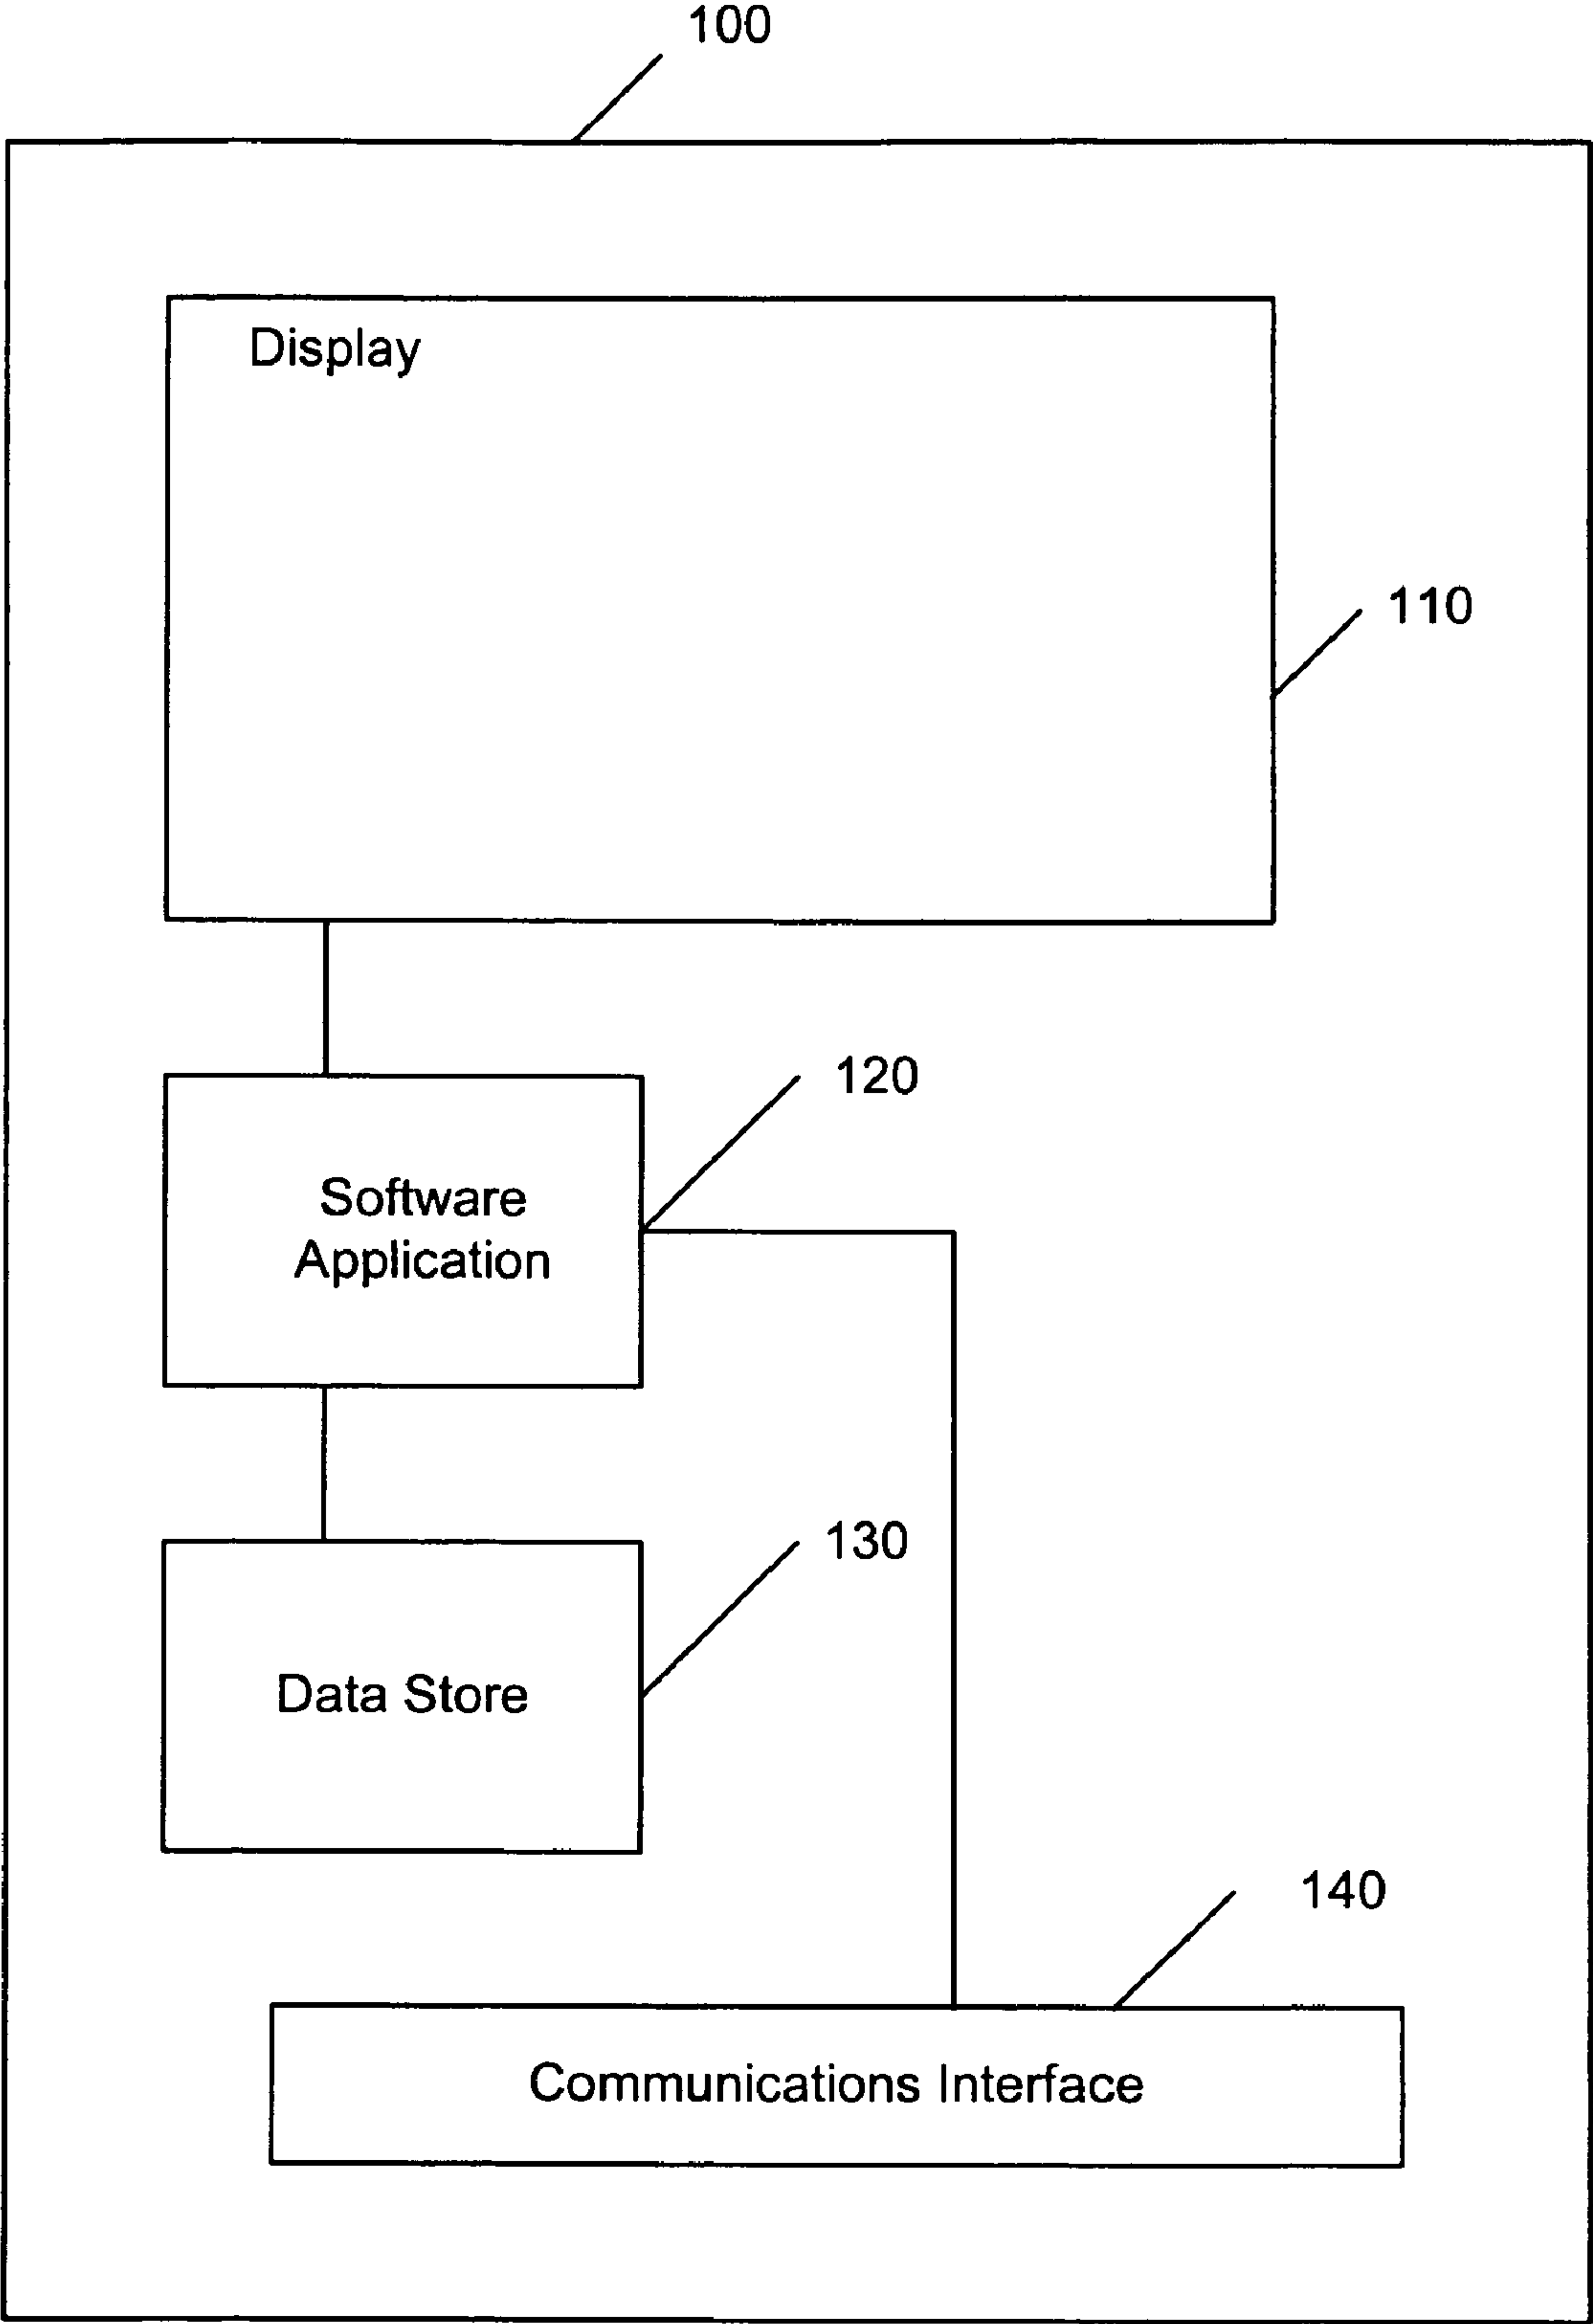 100
Display
110
120
Software
Application
130
Data Store
140
Communications Interface